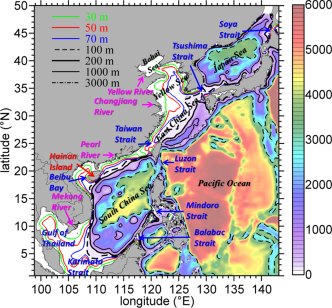 50
45
40
35
30
25
20
15
10
5
latitude (°N)
100 105 110 115 120 125 130 135 140
longitude (°E)
30 m
50 m
70 m
100 m
200 m
1000 m
3000 m
Soya
Strait
Tsushima
Strait
Japan Sea
Bohai
Sea
Yellow Sea
Yellow River
Changjiang
River
East China Sea
Taiwan
Strait
Pearl
River
Hainan
Island
Beibu
Bay
Luzon
Strait
Pacific Ocean
Mekong
River
South China Sea
Mindoro
Strait
Gulf of
Thailand
Balabac
Strait
Karimata
Strait
6000
5000
4000
3000
2000
1000
0